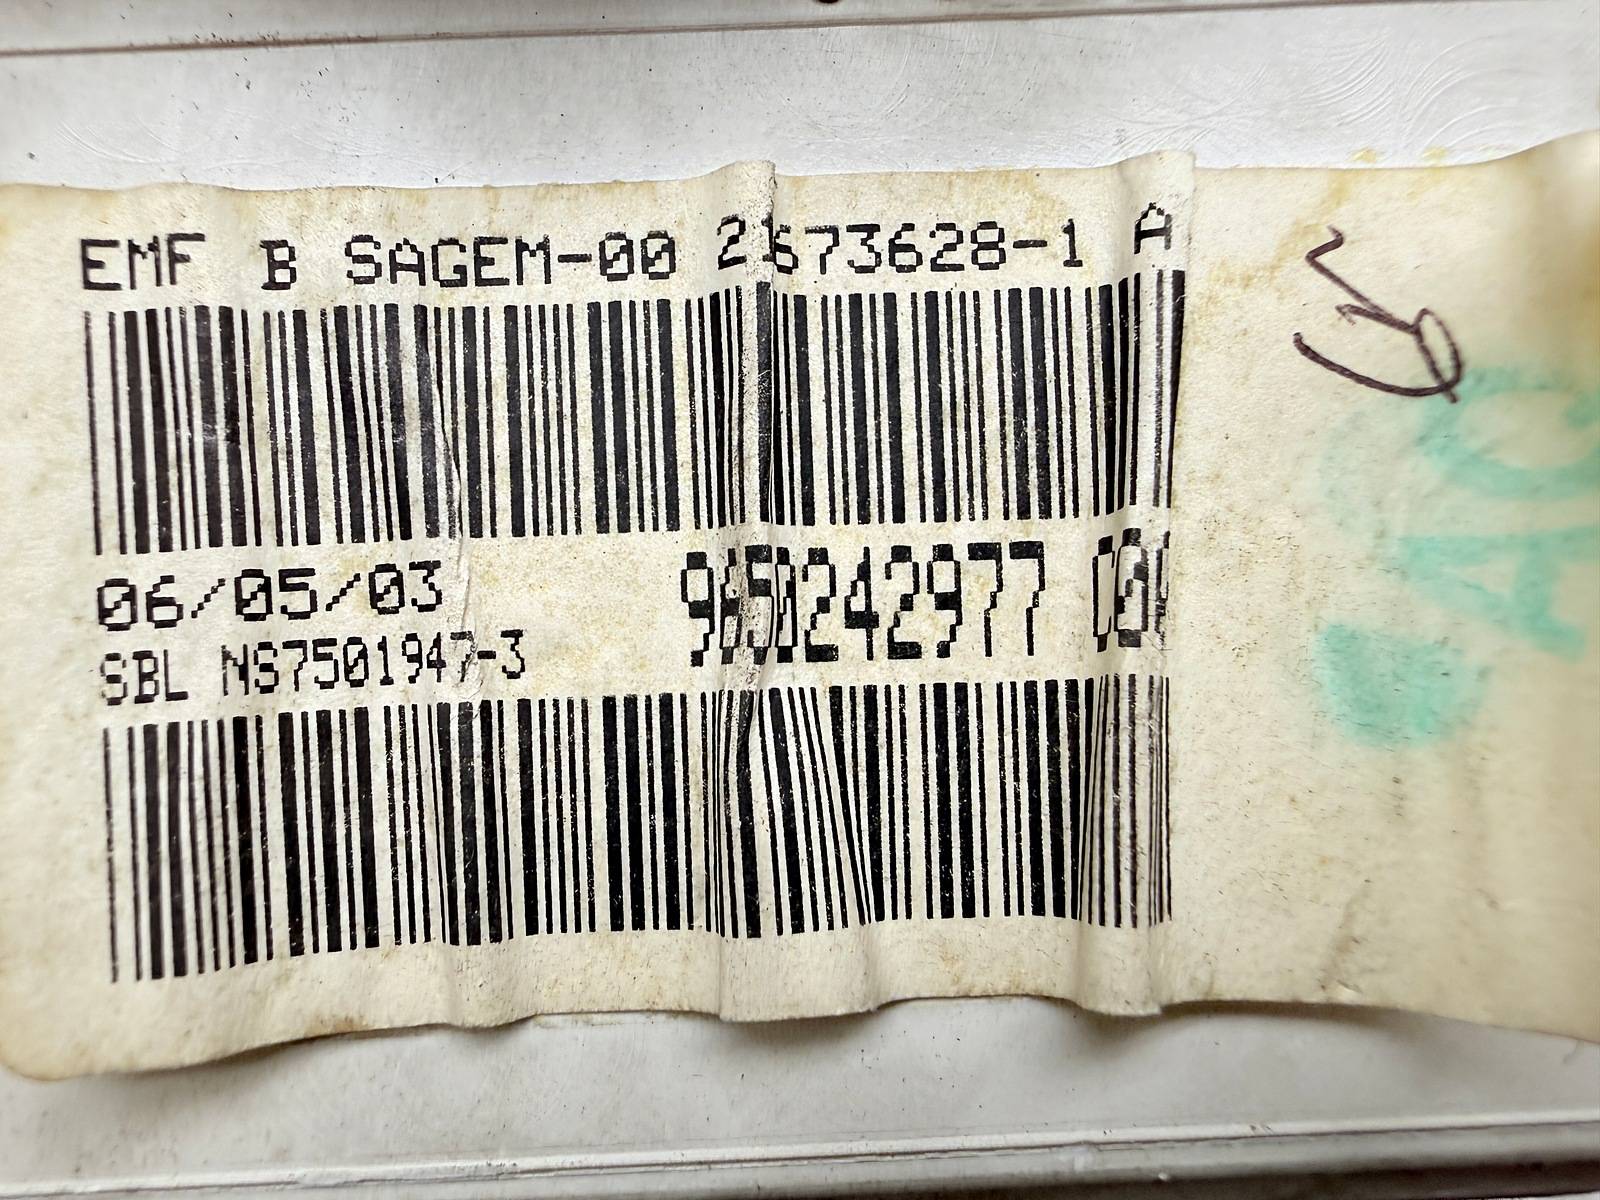 EMF B SAGEM-00 21673628-1 A
06/05/03
9650242977
SBL NS7501947-3